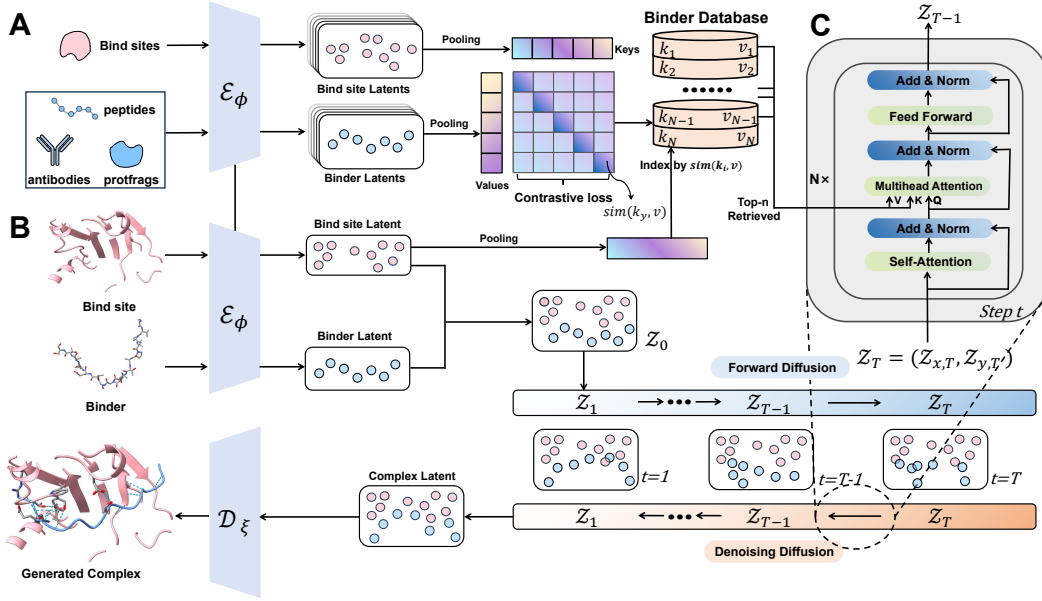 A
Bind sites
peptides
antibodies
protfrags
ℰ_ϕ
Bind site Latents
Binder Latents
Pooling
Pooling
Keys
Values
Contrastive loss
sim(k_y, v)
Binder Database
k_1 v_1
k_2 v_2
k_{N−1} v_{N−1}
k_N v_N
Index by sim(k_i, v)
Top-n
Retrieved
C
𝒵_{T−1}
Add & Norm
Feed Forward
Add & Norm
N×
Multihead Attention
V K Q
Add & Norm
Self-Attention
Step t
𝒵_T = (𝒵_{x,T}, 𝒵_{y,T})
B
Bind site
Binder
ℰ_ϕ
Bind site Latent
Pooling
Binder Latent
𝒵_0
Forward Diffusion
𝒵_1 𝒵_{T−1} 𝒵_T
t=1
t=T-1
t=T
𝒵_1 𝒵_{T−1} 𝒵_T
Denoising Diffusion
Complex Latent
𝒟_ξ
Generated Complex